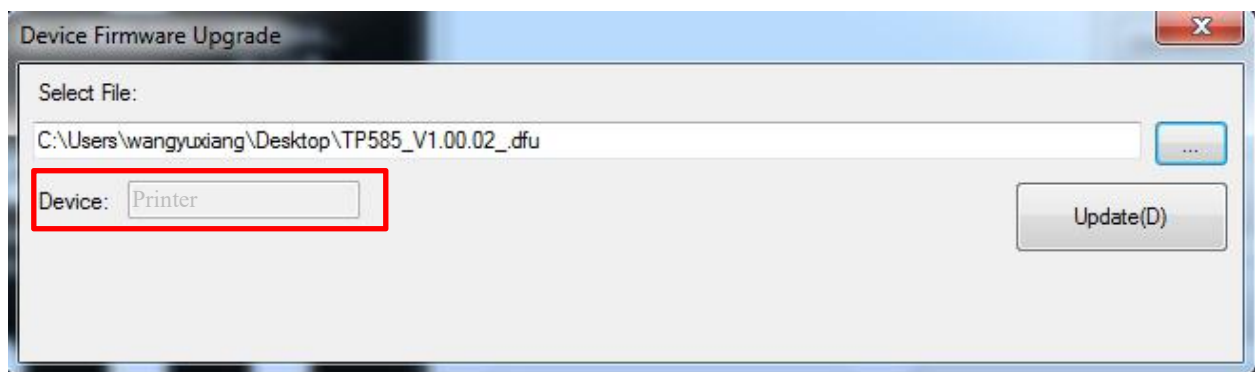 Device Firmware Upgrade
Select File:
C:\Users\wangyuxiang\Desktop\TP585_V1.00.02_.dfu
...
Device: Printer
Update(D)